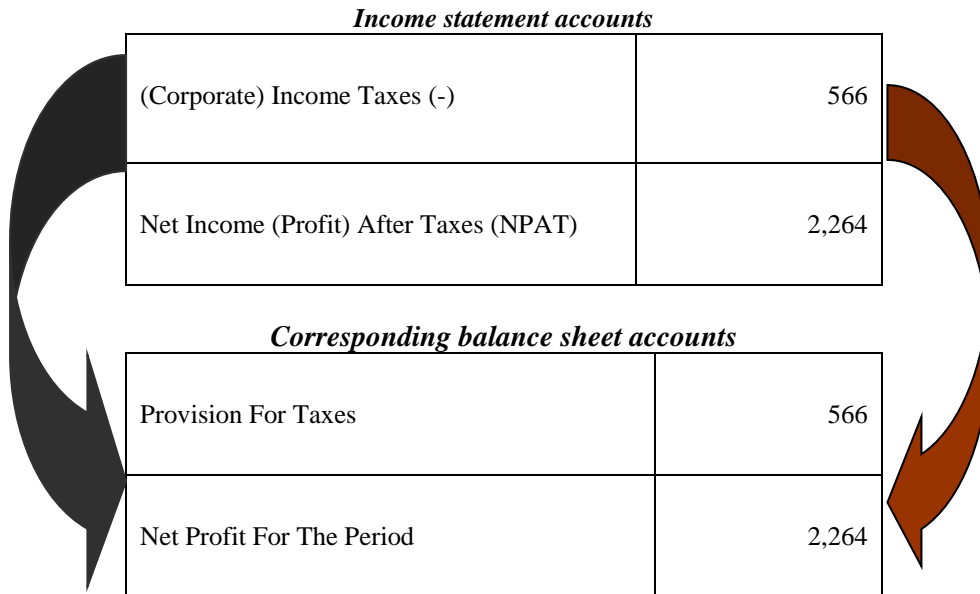 Income statement accounts
(Corporate) Income Taxes (-) 566
Net Income (Profit) After Taxes (NPAT) 2,264
Corresponding balance sheet accounts
Provision For Taxes 566
Net Profit For The Period 2,264